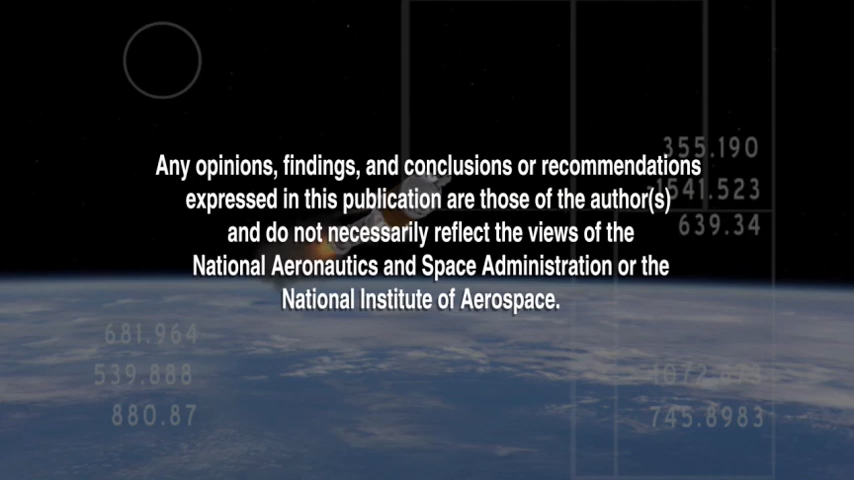 Any opinions, findings, and conclusions or recommendations
expressed in this publication are those of the author(s)
and do not necessarily reflect the views of the
National Aeronautics and Space Administration or the
National Institute of Aerospace.
355.190
541.523
639.34
681.964
539.888
880.87
745.8983